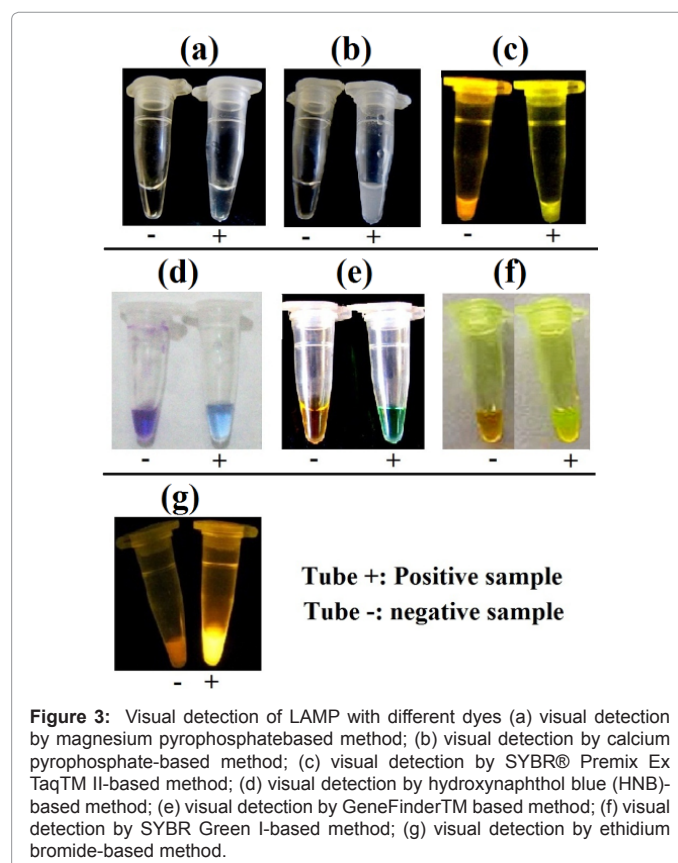 (a) (b) (c)
- + - + - +
(d) (e) (f)
- + - + - +
(g)
- +
Tube +: Positive sample
Tube -: negative sample
Figure 3: Visual detection of LAMP with different dyes (a) visual detection
by magnesium pyrophosphatebased method; (b) visual detection by calcium
pyrophosphate-based method; (c) visual detection by SYBR® Premix Ex
TaqTM II-based method; (d) visual detection by hydroxynaphthol blue (HNB)-
based method; (e) visual detection by GeneFinderTM based method; (f) visual
detection by SYBR Green I-based method; (g) visual detection by ethidium
bromide-based method.